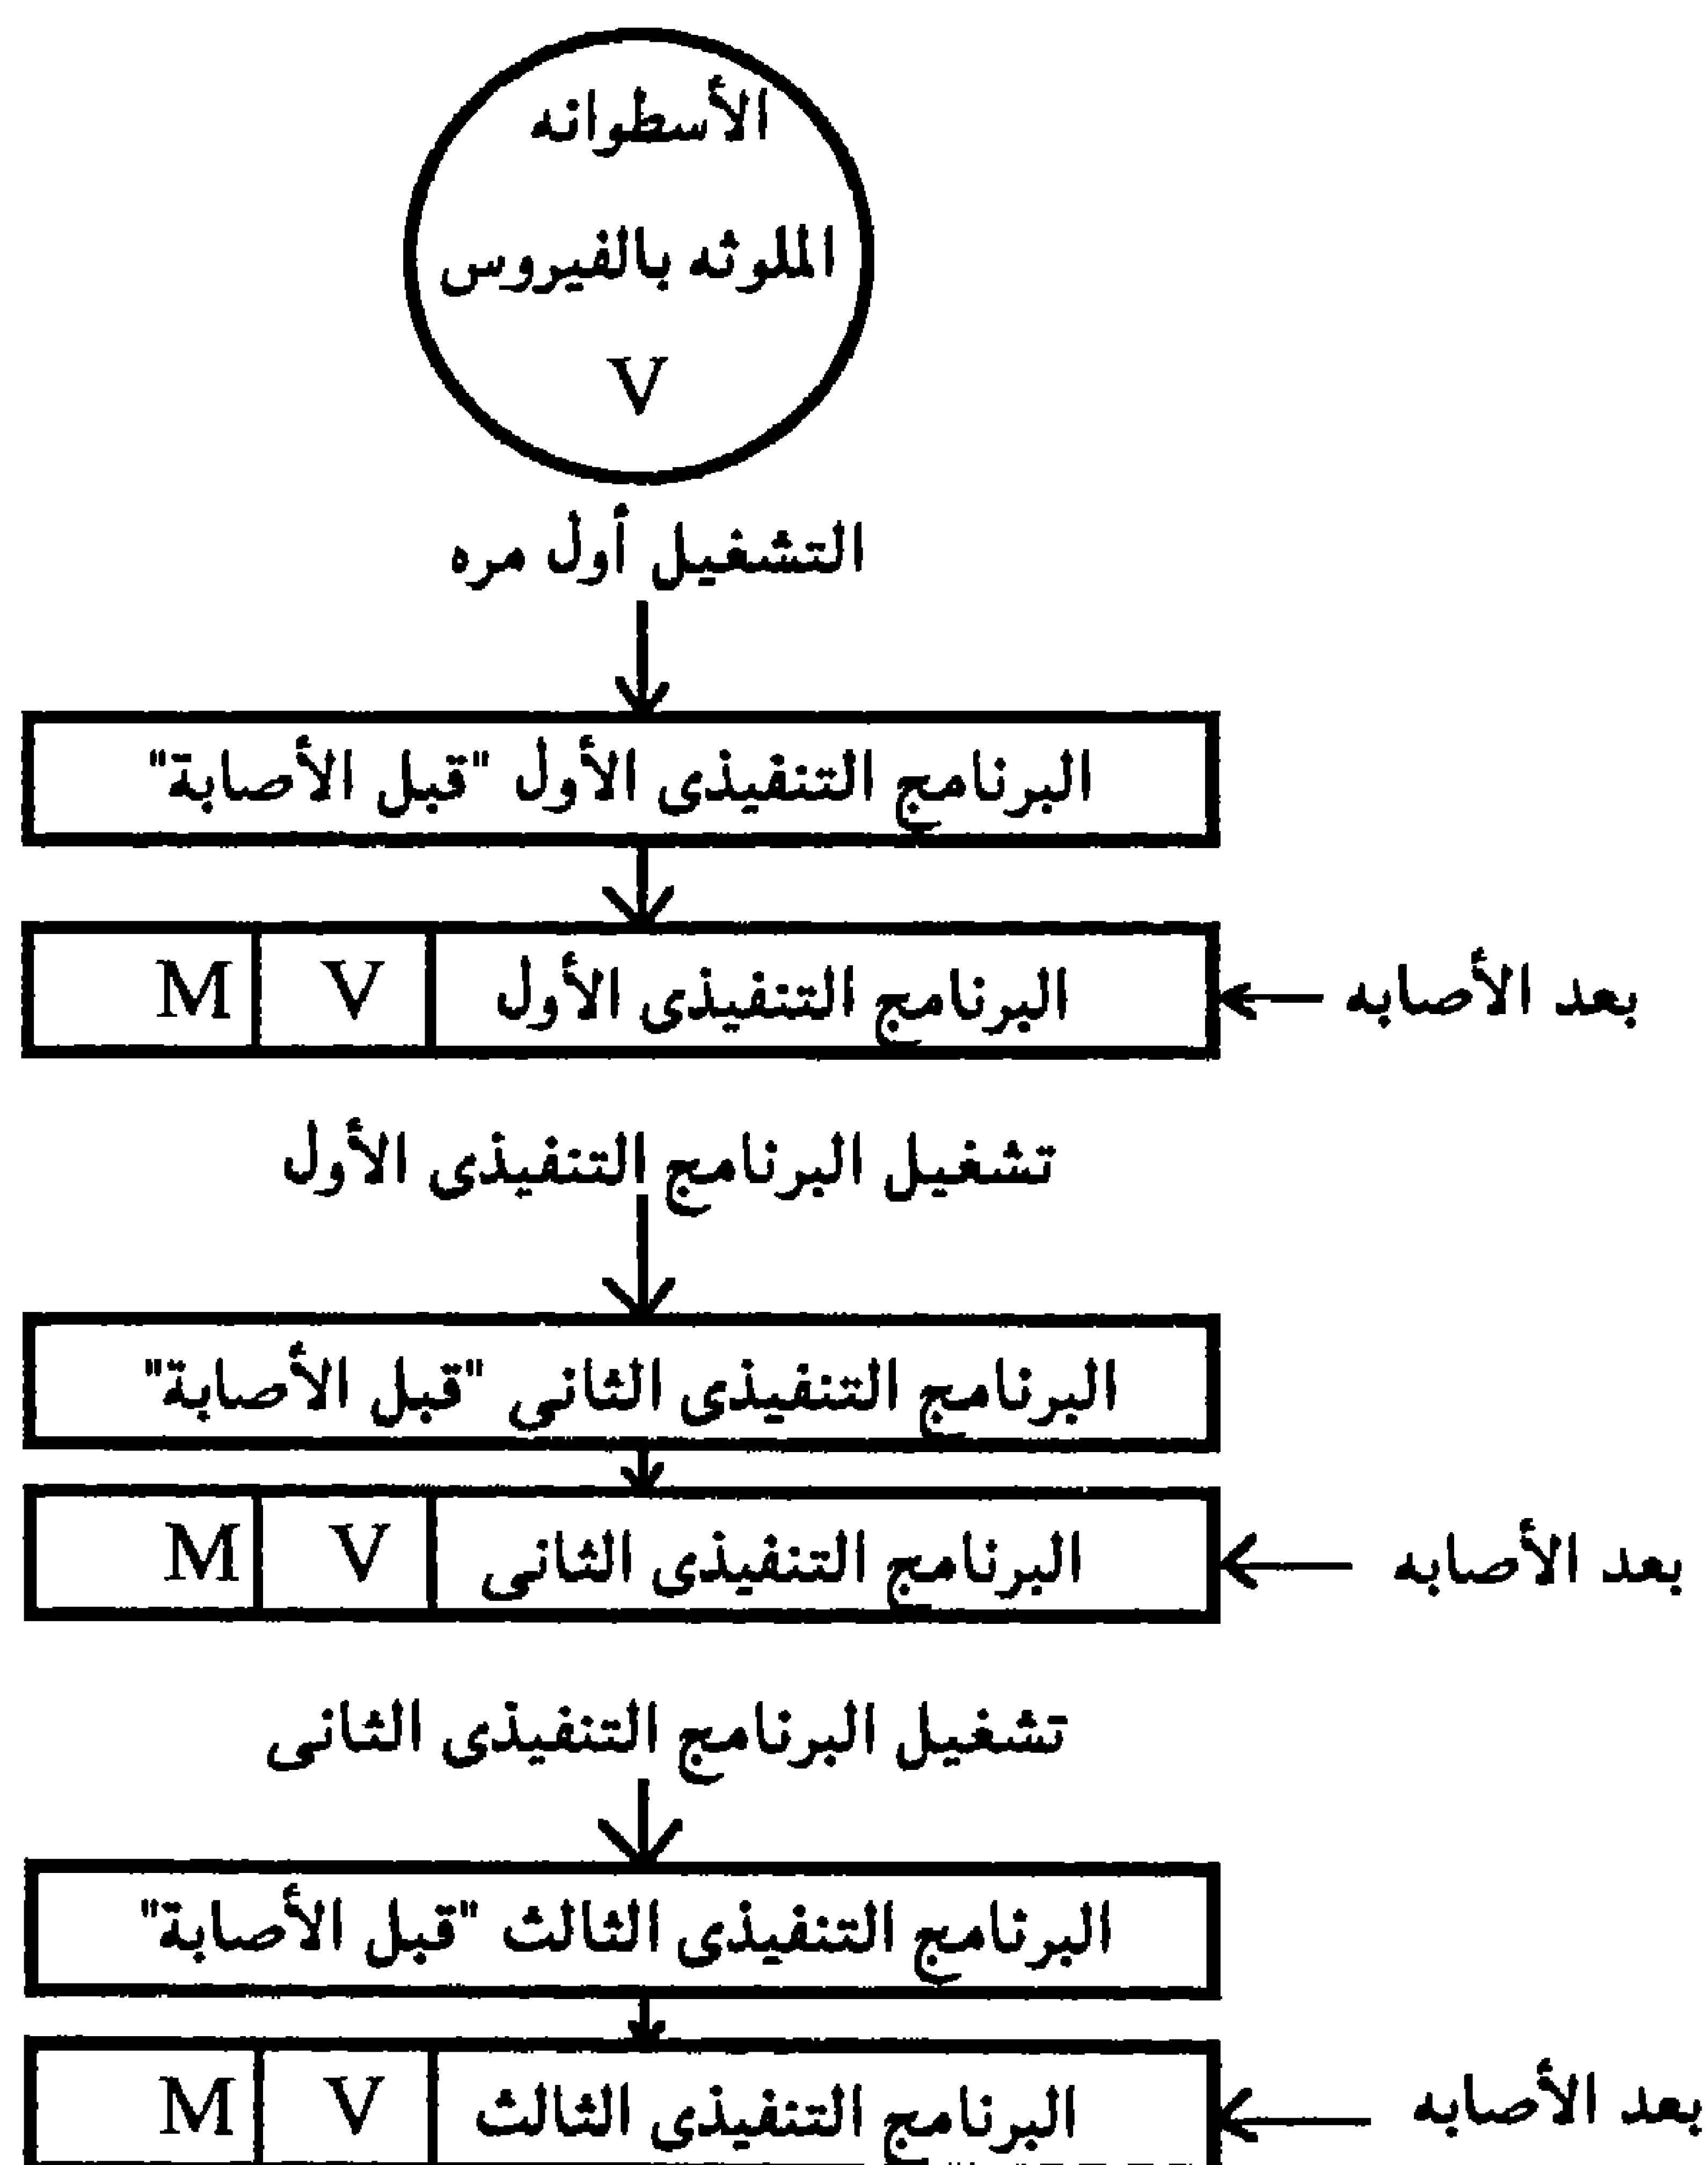 الأسطوانه
الملوثه بالفيروس
V
التشغيل أول مره
البرنامج التنفيذى الأول "قبل الأصابة"
بعد الأصابه
البرنامج التنفيذى الأول V M
تشغيل البرنامج التنفيذى الأول
البرنامج التنفيذى الثانى "قبل الأصابة"
بعد الأصابه
البرنامج التنفيذى الثانى V M
تشغيل البرنامج التنفيذى الثانى
البرنامج التنفيذى الثالث "قبل الأصابة"
بعد الأصابه
البرنامج التنفيذى الثالث V M